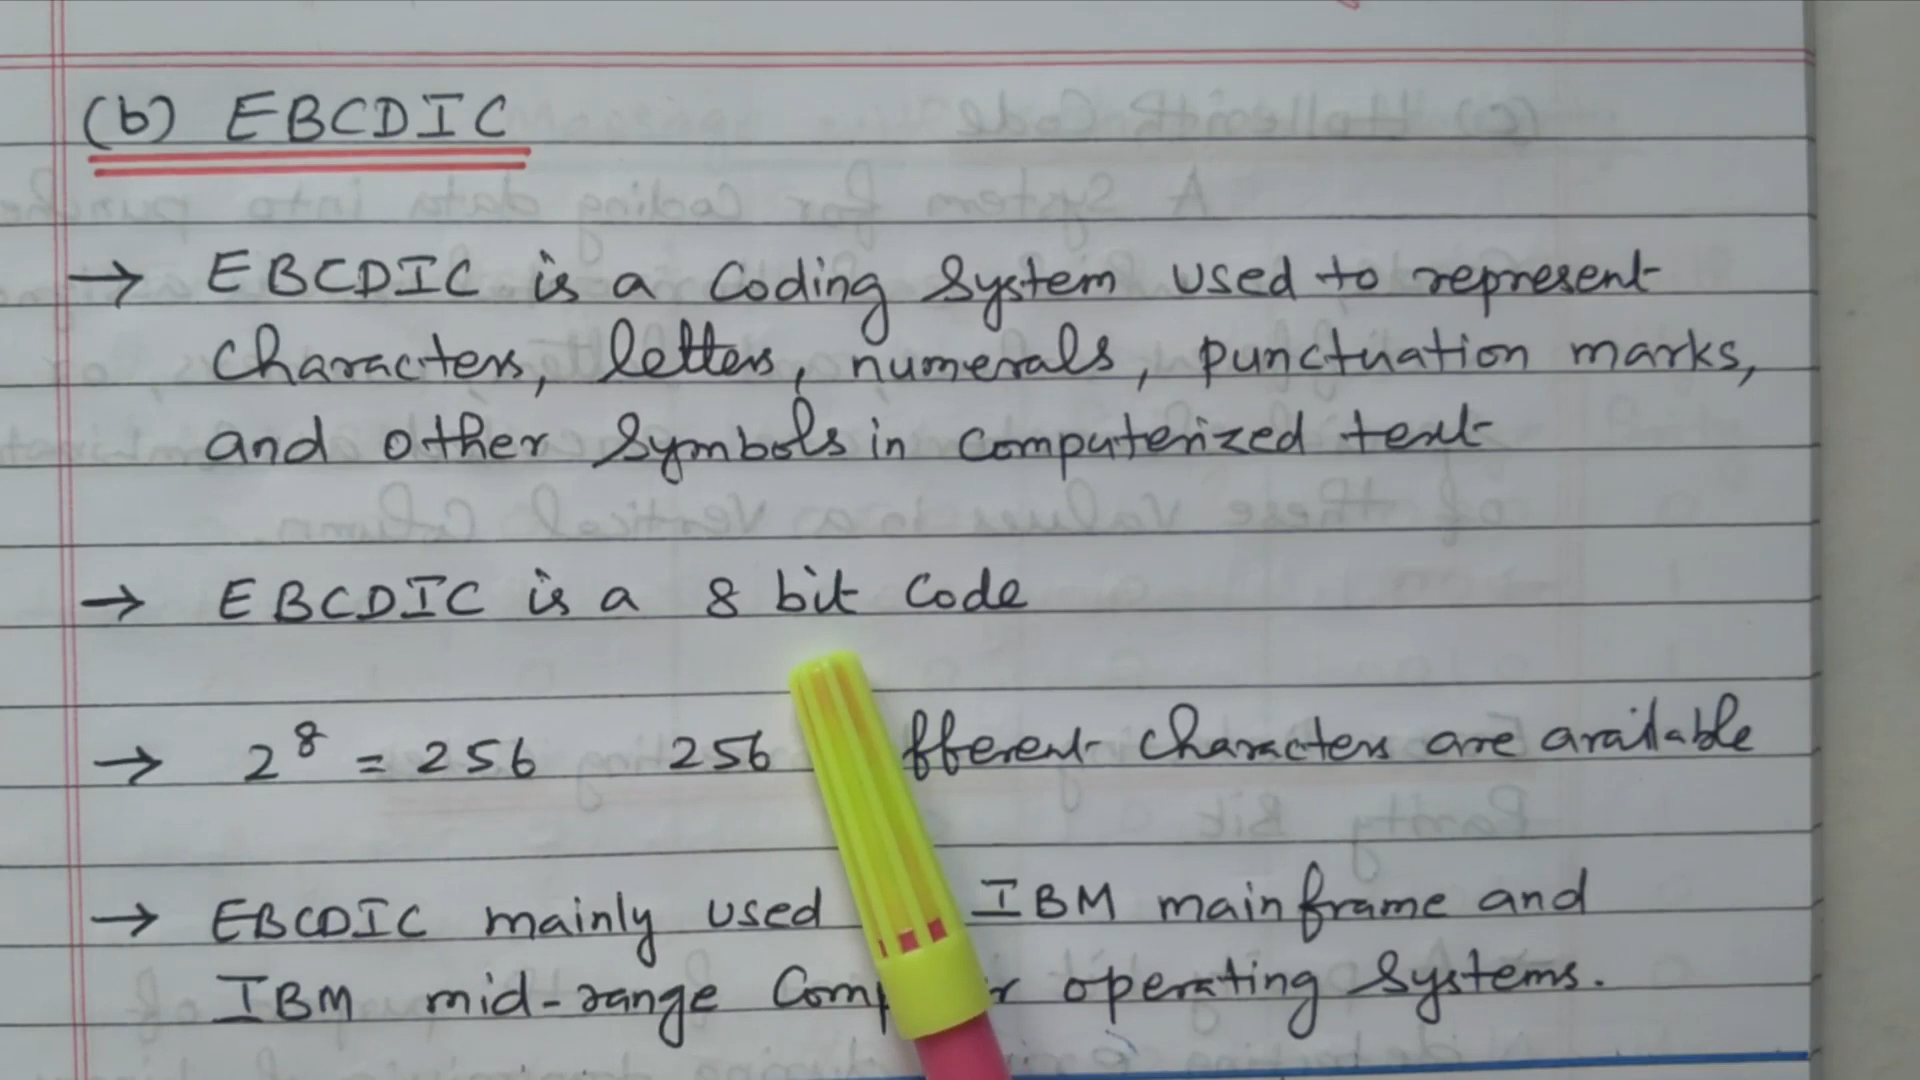 (b) EBCDIC
→ EBCDIC is a Coding System used to represent
Characters, letters, numerals, punctuation marks,
and other Symbols in Computerized text
→ EBCDIC is a 8 bit Code
→ 2⁸ = 256 256 fferent Characters are available
→ EBCDIC mainly used IBM mainframe and
IBM mid-range Comp r operating Systems.